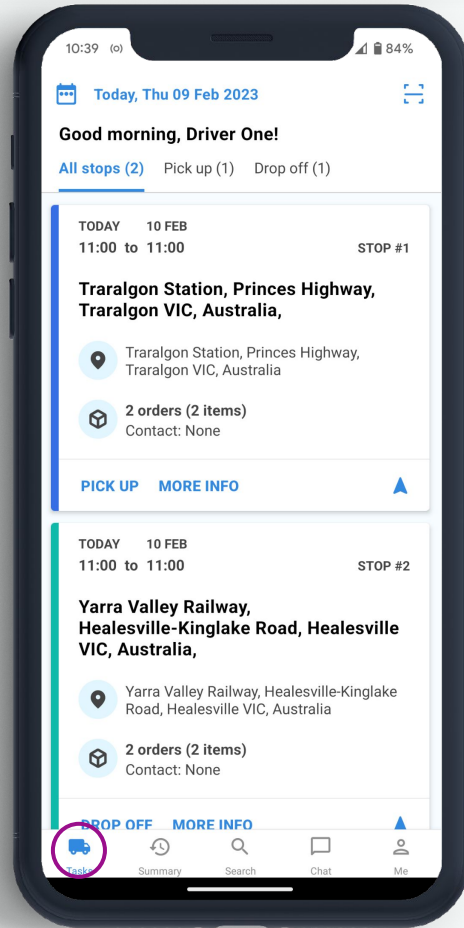 10:39 (o) 84%
Today, Thu 09 Feb 2023
Good morning, Driver One!
All stops (2) Pick up (1) Drop off (1)
TODAY 10 FEB
11:00 to 11:00 STOP #1
Traralgon Station, Princes Highway,
Traralgon VIC, Australia,
Traralgon Station, Princes Highway,
Traralgon VIC, Australia
2 orders (2 items)
Contact: None
PICK UP MORE INFO
TODAY 10 FEB
11:00 to 11:00 STOP #2
Yarra Valley Railway,
Healesville-Kinglake Road, Healesville
VIC, Australia,
Yarra Valley Railway, Healesville-Kinglake
Road, Healesville VIC, Australia
2 orders (2 items)
Contact: None
DROP OFF MORE INFO
Tasks Summary Search Chat Me